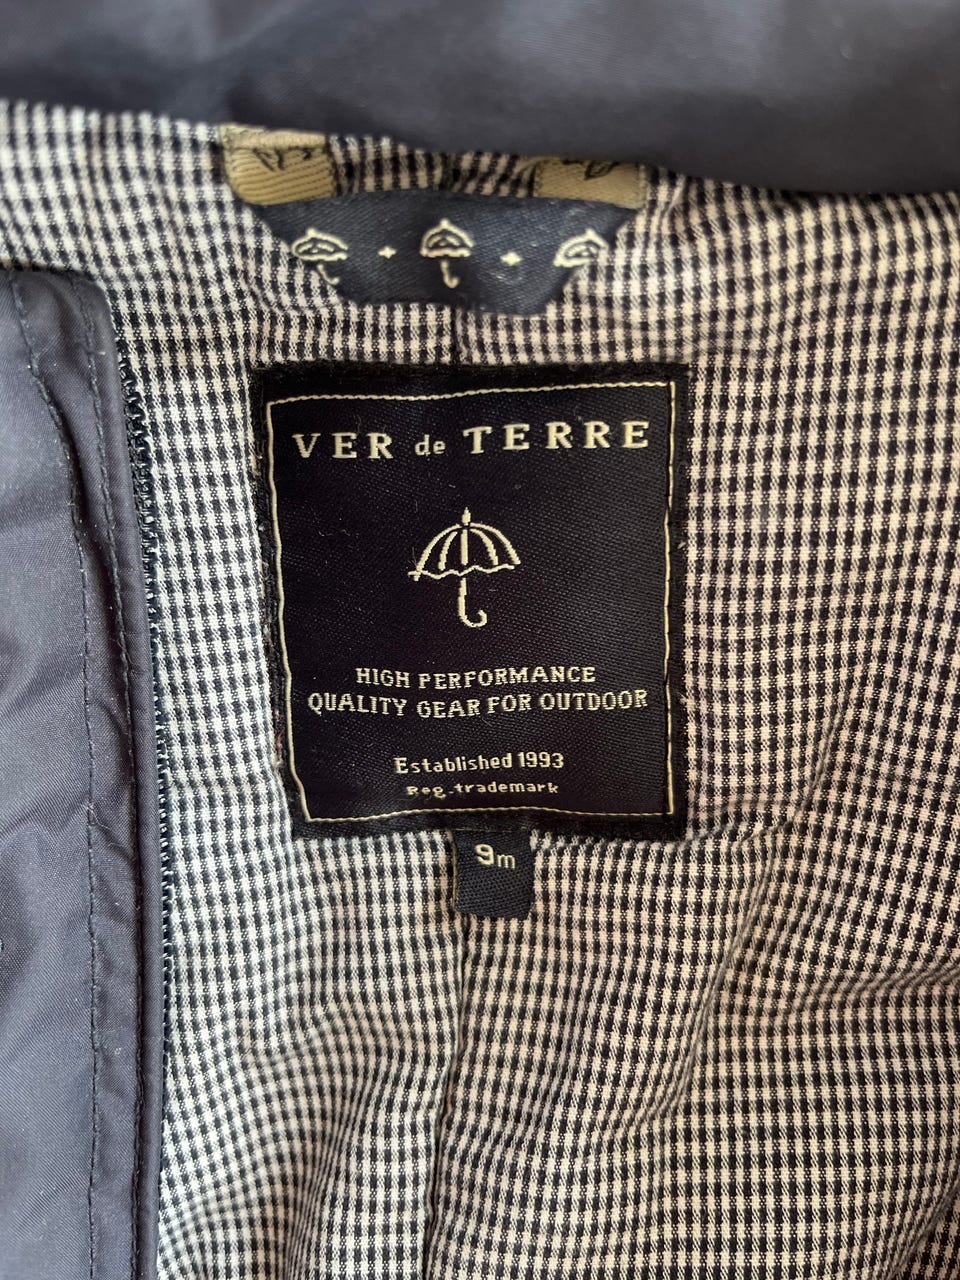 VER de TERRE
HIGH PERFORMANCE
QUALITY GEAR FOR OUTDOOR
Established 1993
Reg. trademark
9m